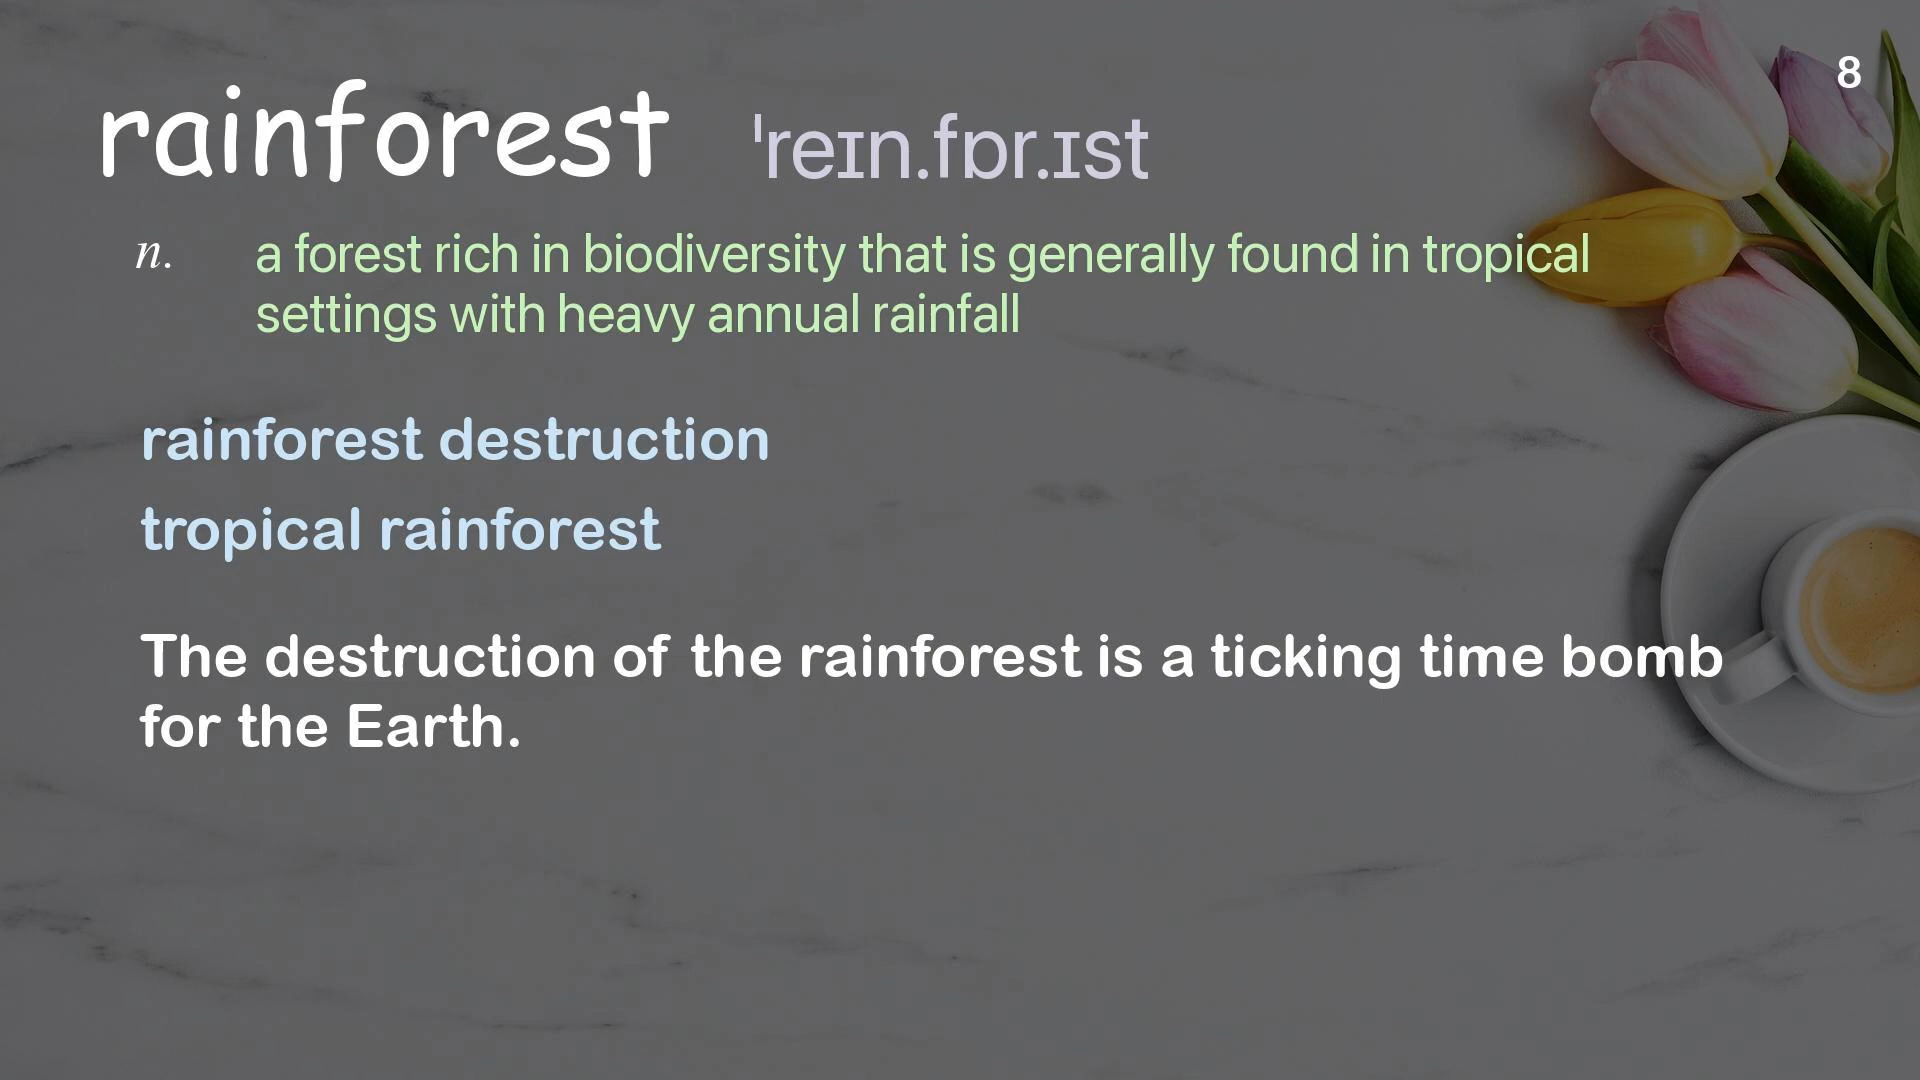 8
rainforest ˈreɪn.fɒr.ɪst
n. a forest rich in biodiversity that is generally found in tropical
settings with heavy annual rainfall
rainforest destruction
tropical rainforest
The destruction of the rainforest is a ticking time bomb
for the Earth.